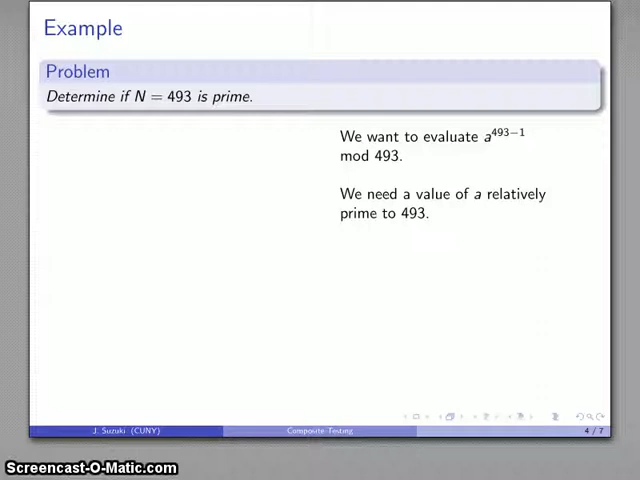 Example
Problem
Determine if N = 493 is prime.
We want to evaluate a^{493−1}
mod 493.
We need a value of a relatively
prime to 493.
J. Suzuki (CUNY)
Composite Testing
4 / 7
Screencast-O-Matic.com